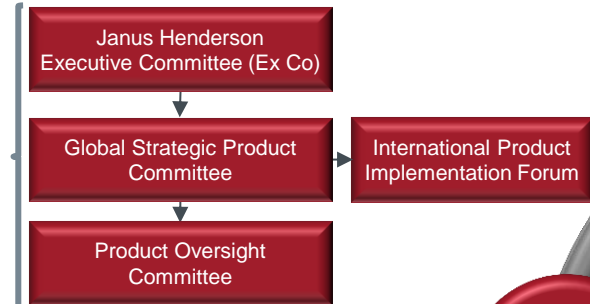 Janus Henderson
Executive Committee (Ex Co)
Global Strategic Product
Committee
International Product
Implementation Forum
Product Oversight
Committee